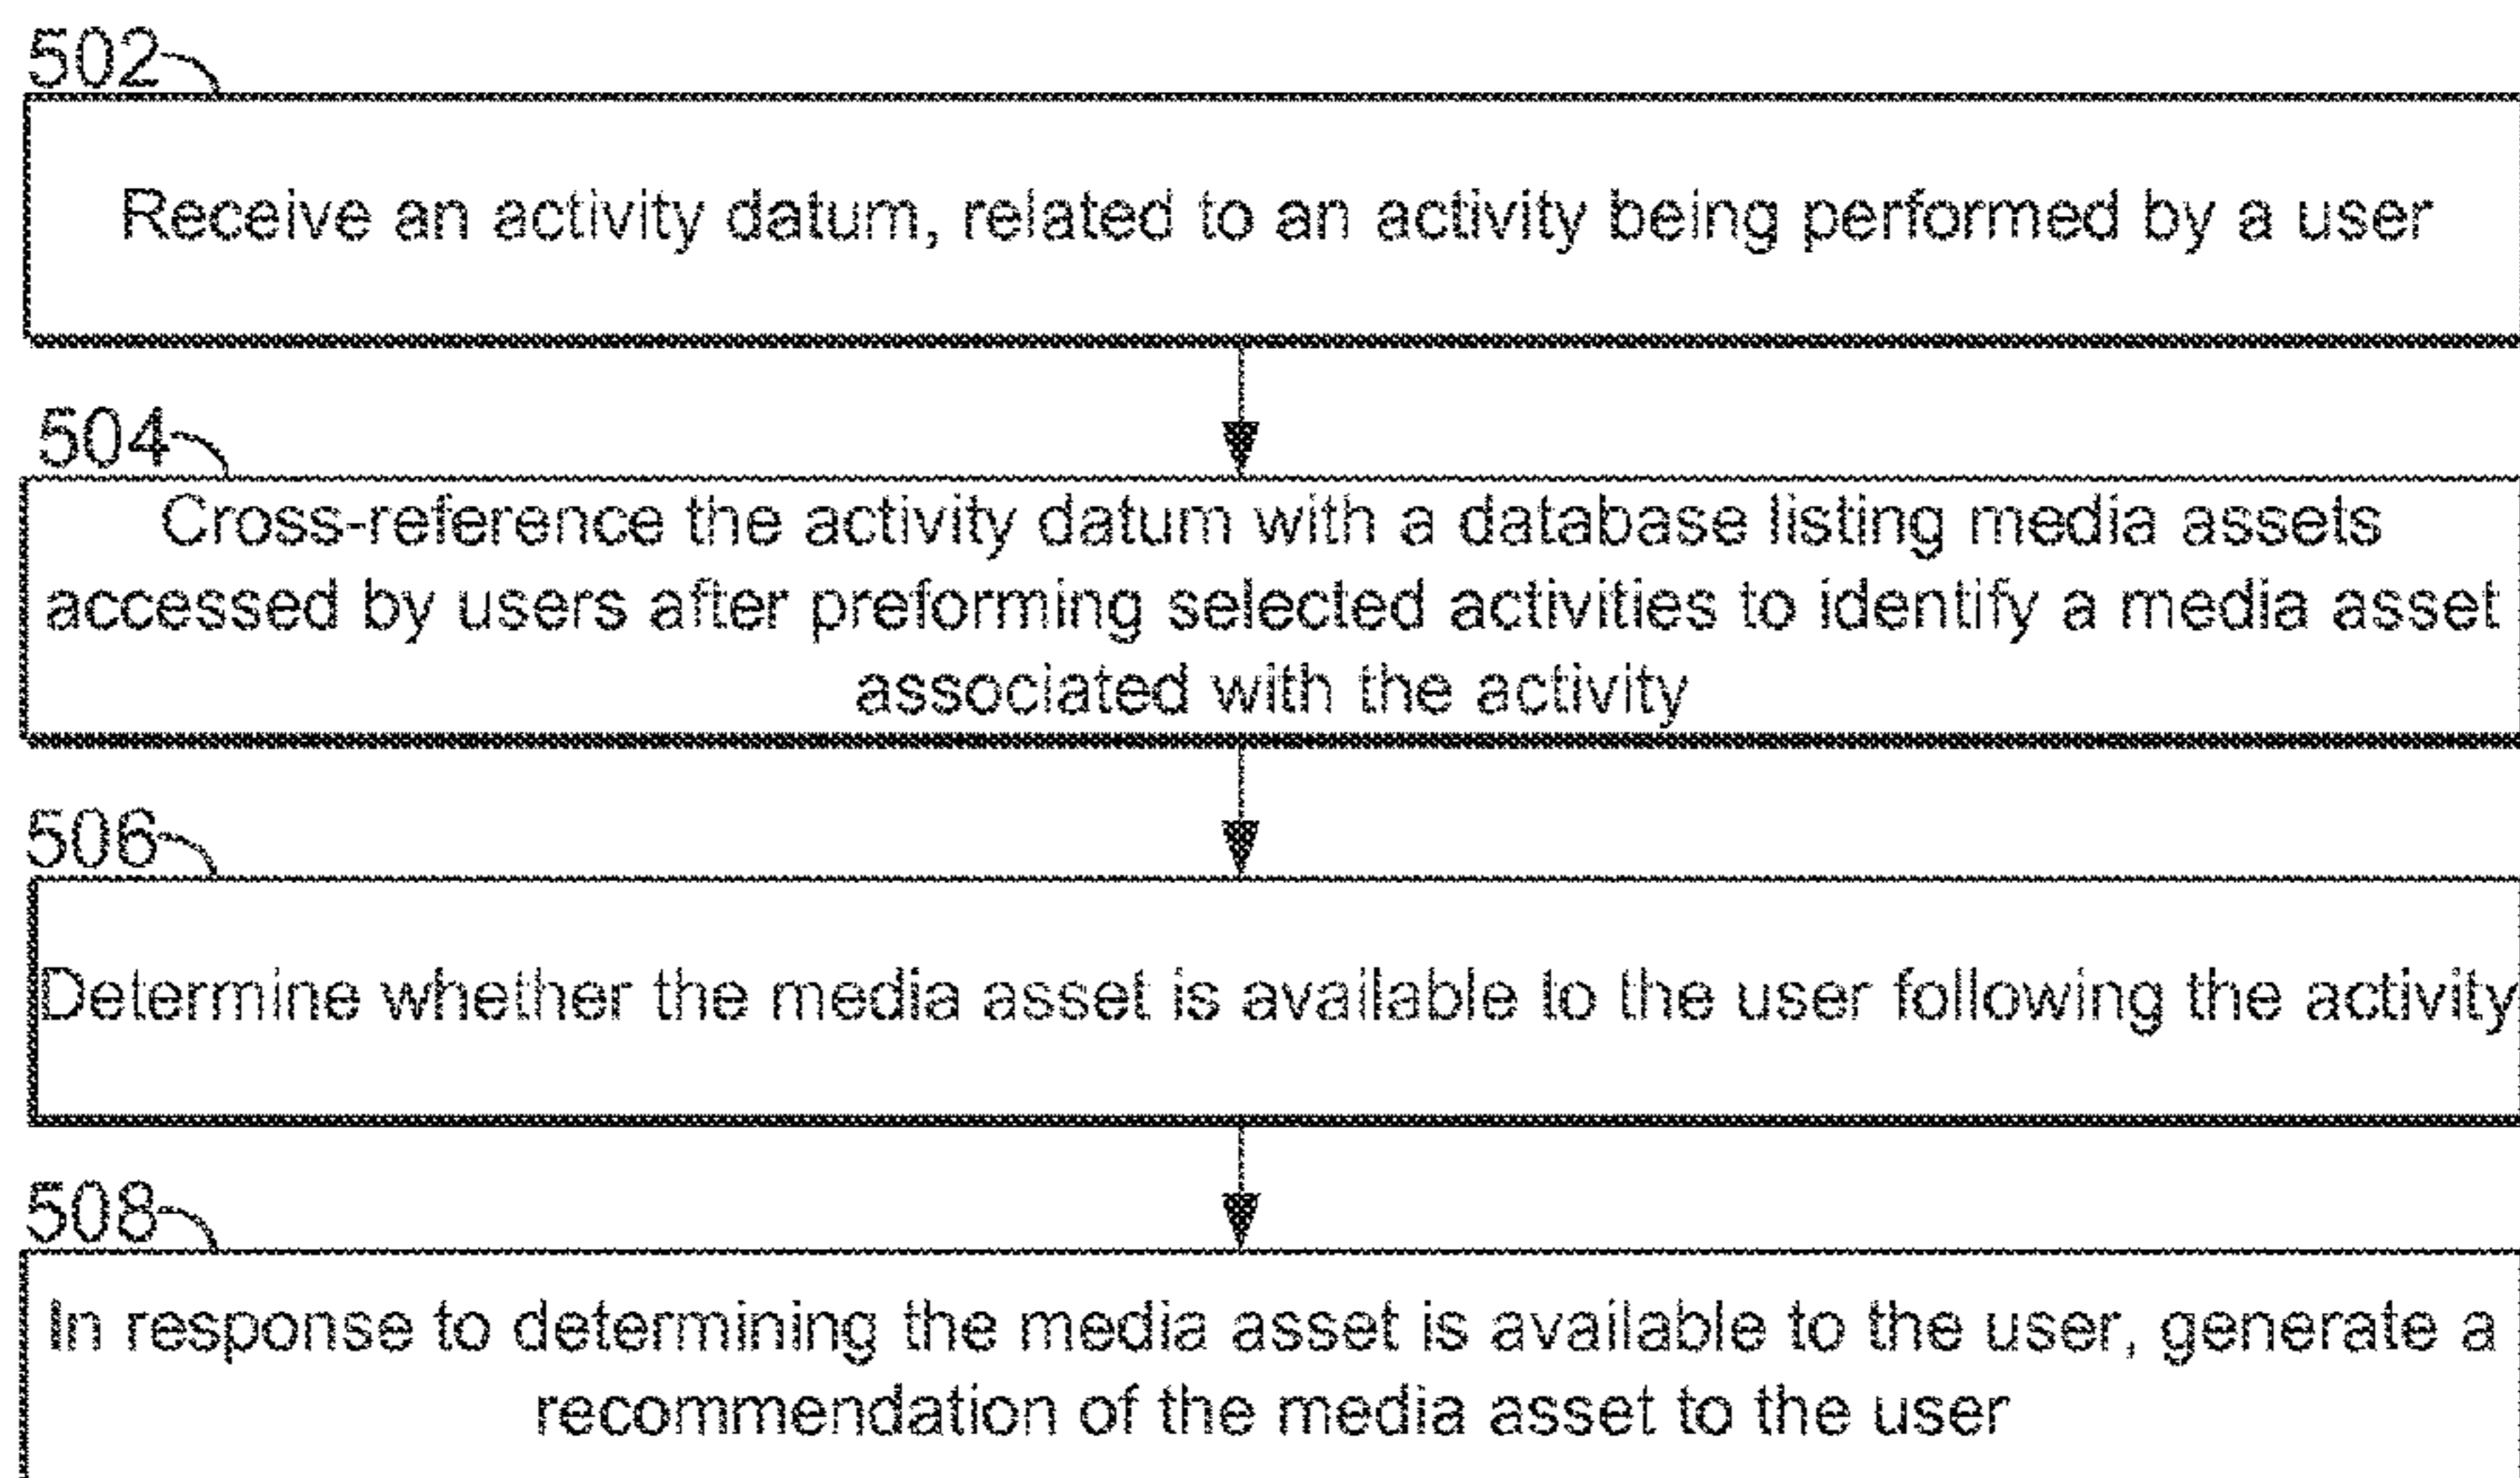 502
Receive an activity datum, related to an activity being performed by a user
504
Cross-reference the activity datum with a database listing media assets
accessed by users after preforming selected activities to identify a media asset
associated with the activity
506
Determine whether the media asset is available to the user following the activity
508
In response to determining the media asset is available to the user, generate a
recommendation of the media asset to the user